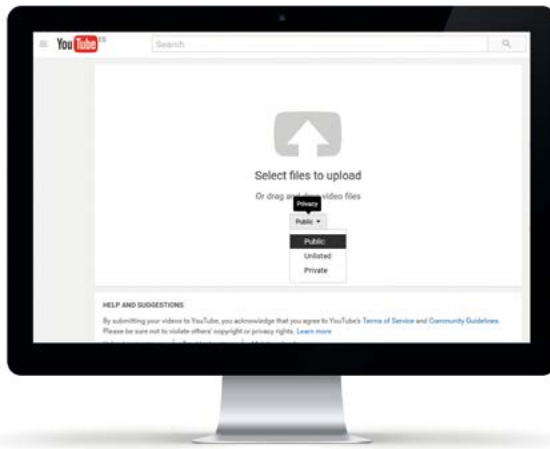 YouTube ES
Search
Select files to upload
Or drag and drop video files
Privacy
Public
Public
Unlisted
Private
HELP AND SUGGESTIONS
By submitting your videos to YouTube, you acknowledge that you agree to YouTube's Terms of Service and Community Guidelines.
Please be sure not to violate others' copyright or privacy rights. Learn more